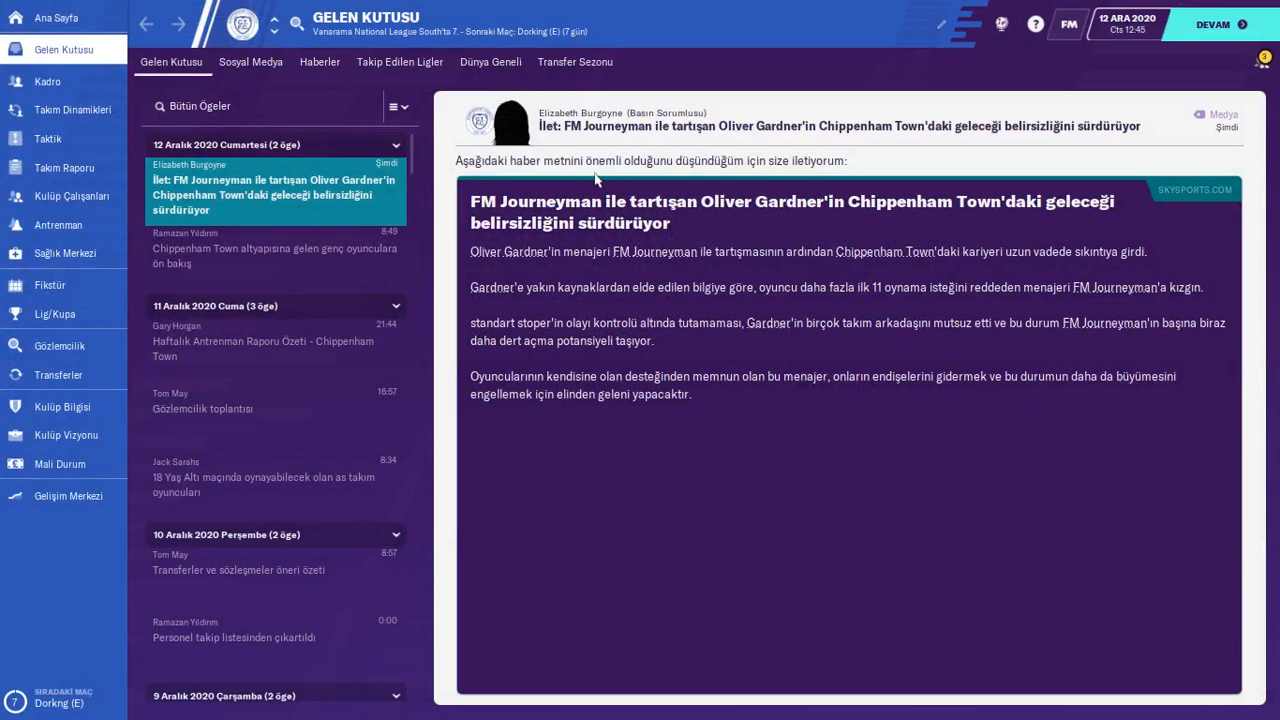 Ana Sayfa
Gelen Kutusu
Kadro
Takım Dinamikleri
Taktik
Takım Raporu
Kulüp Çalışanları
Antrenman
Sağlık Merkezi
Fikstür
Lig/Kupa
Gözlemcilik
Transferler
Kulüp Bilgisi
Kulüp Vizyonu
Mali Durum
Gelişim Merkezi
7
SIRADAKİ MAÇ
Dorkng (E)
GELEN KUTUSU
Vanarama National League South'ta 7. - Sonraki Maç: Dorking (E) (7 gün)
?
FM
12 ARA 2020
Cts 12:45
DEVAM
Gelen Kutusu
Sosyal Medya
Haberler
Takip Edilen Ligler
Dünya Geneli
Transfer Sezonu
3
Bütün Ögeler
12 Aralık 2020 Cumartesi (2 öge)
Elizabeth Burgoyne Şimdi
İlet: FM Journeyman ile tartışan Oliver Gardner'in
Chippenham Town'daki geleceği belirsizliğini
sürdürüyor
Ramazan Yıldırım 8:49
Chippenham Town altyapısına gelen genç oyunculara
ön bakış
11 Aralık 2020 Cuma (3 öge)
Gary Horgan 21:44
Haftalık Antrenman Raporu Özeti - Chippenham
Town
Tom May 16:57
Gözlemcilik toplantısı
Jack Sarahs 8:34
18 Yaş Altı maçında oynayabilecek olan as takım
oyuncuları
10 Aralık 2020 Perşembe (2 öge)
Tom May 8:57
Transferler ve sözleşmeler öneri özeti
Ramazan Yıldırım 0:00
Personel takip listesinden çıkartıldı
9 Aralık 2020 Çarşamba (2 öge)
Elizabeth Burgoyne (Basın Sorumlusu)
İlet: FM Journeyman ile tartışan Oliver Gardner'in Chippenham Town'daki geleceği belirsizliğini sürdürüyor
Medya
Şimdi
Aşağıdaki haber metnini önemli olduğunu düşündüğüm için size iletiyorum:
SKYSPORTS.COM
FM Journeyman ile tartışan Oliver Gardner'in Chippenham Town'daki geleceği
belirsizliğini sürdürüyor
Oliver Gardner'in menajeri FM Journeyman ile tartışmasının ardından Chippenham Town'daki kariyeri uzun vadede sıkıntıya girdi.
Gardner'e yakın kaynaklardan elde edilen bilgiye göre, oyuncu daha fazla ilk 11 oynama isteğini reddeden menajeri FM Journeyman'a kızgın.
standart stoper'in olayı kontrolü altında tutamaması, Gardner'in birçok takım arkadaşını mutsuz etti ve bu durum FM Journeyman'ın başına biraz
daha dert açma potansiyeli taşıyor.
Oyuncularının kendisine olan desteğinden memnun olan bu menajer, onların endişelerini gidermek ve bu durumun daha da büyümesini
engellemek için elinden geleni yapacaktır.